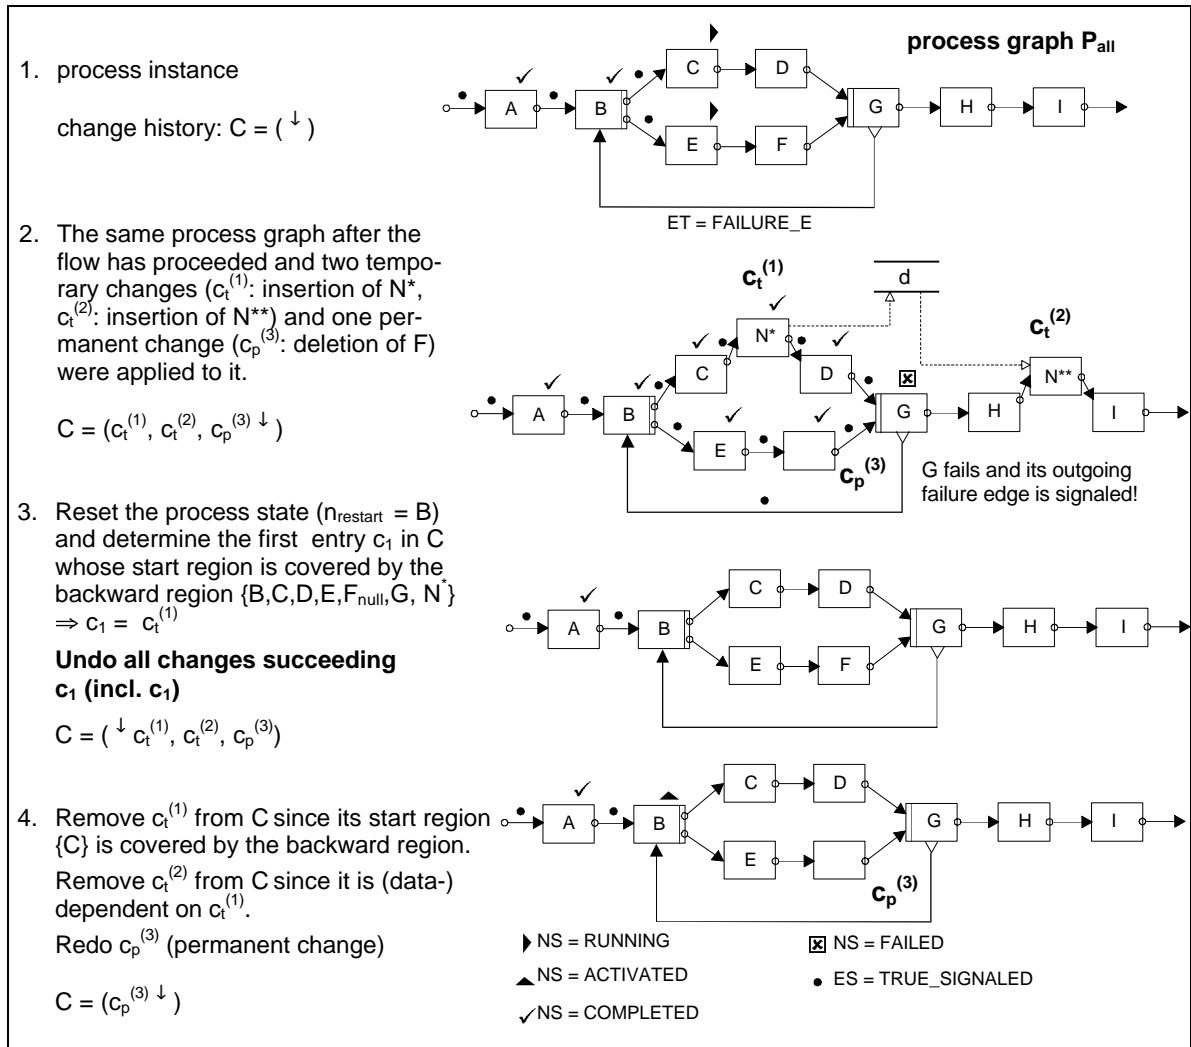 process graph P_all
1. process instance
change history: C = ( ↓ )
A
B
C
D
E
F
G
H
I
ET = FAILURE_E
2. The same process graph after the
flow has proceeded and two tempo-
rary changes (c_t^(1): insertion of N*,
c_t^(2): insertion of N**) and one per-
manent change (c_p^(3): deletion of F)
were applied to it.
C = (c_t^(1), c_t^(2), c_p^(3) ↓ )
c_t^(1)
N*
d
c_t^(2)
N**
A
B
C
D
E
c_p^(3)
G
H
I
G fails and its outgoing
failure edge is signaled!
3. Reset the process state (n_restart = B)
and determine the first entry c_1 in C
whose start region is covered by the
backward region {B,C,D,E,F_null,G, N*}
⇒ c_1 = c_t^(1)
Undo all changes succeeding
c_1 (incl. c_1)
C = ( ↓ c_t^(1), c_t^(2), c_p^(3))
A
B
C
D
E
F
G
H
I
4. Remove c_t^(1) from C since its start region
{C} is covered by the backward region.
Remove c_t^(2) from C since it is (data-)
dependent on c_t^(1).
Redo c_p^(3) (permanent change)
C = (c_p^(3) ↓ )
A
B
C
D
E
G
H
I
c_p^(3)
NS = RUNNING
NS = ACTIVATED
NS = COMPLETED
NS = FAILED
ES = TRUE_SIGNALED